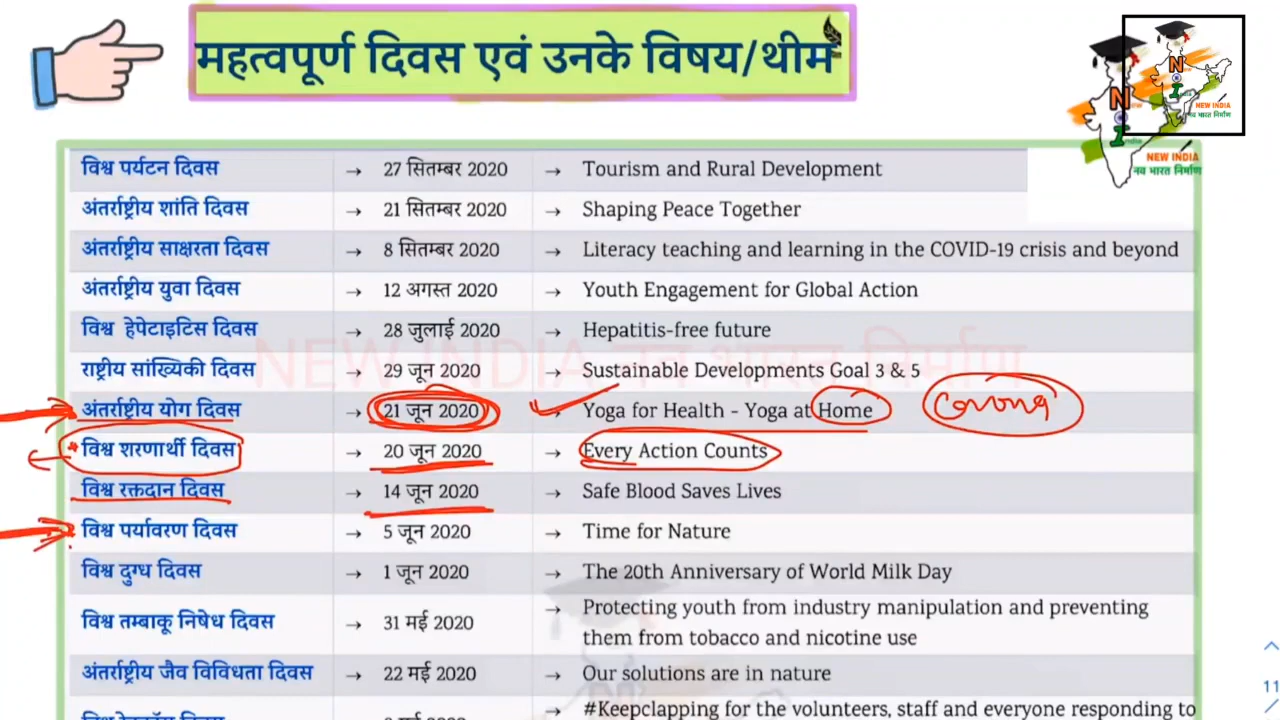 महत्वपूर्ण दिवस एवं उनके विषय/थीम
N
I
NEW INDIA
नव भारत निर्माण
N
I
NEW INDIA
नव भारत निर्माण
विश्व पर्यटन दिवस → 27 सितम्बर 2020 → Tourism and Rural Development
अंतर्राष्ट्रीय शांति दिवस → 21 सितम्बर 2020 → Shaping Peace Together
अंतर्राष्ट्रीय साक्षरता दिवस → 8 सितम्बर 2020 → Literacy teaching and learning in the COVID-19 crisis and beyond
अंतर्राष्ट्रीय युवा दिवस → 12 अगस्त 2020 → Youth Engagement for Global Action
विश्व हेपेटाइटिस दिवस → 28 जुलाई 2020 → Hepatitis-free future
NEW INDIA नव भारत निर्माण
राष्ट्रीय सांख्यिकी दिवस → 29 जून 2020 → Sustainable Developments Goal 3 & 5
अंतर्राष्ट्रीय योग दिवस → 21 जून 2020 → Yoga for Health - Yoga at Home corona
विश्व शरणार्थी दिवस → 20 जून 2020 → Every Action Counts
विश्व रक्तदान दिवस → 14 जून 2020 → Safe Blood Saves Lives
विश्व पर्यावरण दिवस → 5 जून 2020 → Time for Nature
विश्व दुग्ध दिवस → 1 जून 2020 → The 20th Anniversary of World Milk Day
विश्व तम्बाकू निषेध दिवस → 31 मई 2020 → Protecting youth from industry manipulation and preventing
them from tobacco and nicotine use
अंतर्राष्ट्रीय जैव विविधता दिवस → 22 मई 2020 → Our solutions are in nature
→ #Keepclapping for the volunteers, staff and everyone responding to
11